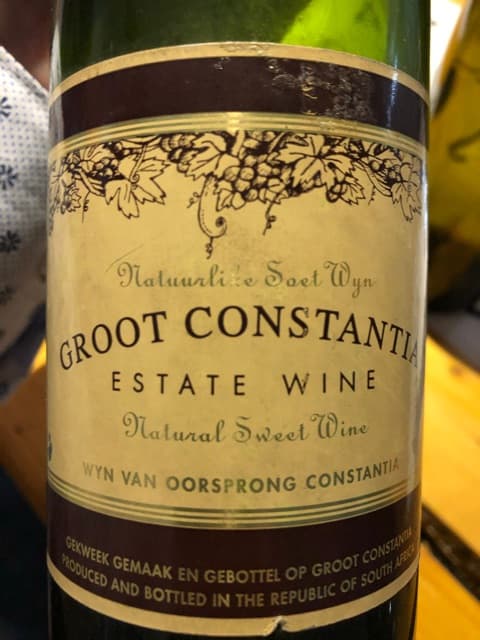 Natuurlike Soet Wyn
GROOT CONSTANTIA
ESTATE WINE
Natural Sweet Wine
WYN VAN OORSPRONG CONSTANTIA
GEKWEEK GEMAAK EN GEBOTTEL OP GROOT CONSTANTIA
PRODUCED AND BOTTLED IN THE REPUBLIC OF SOUTH AFRICA